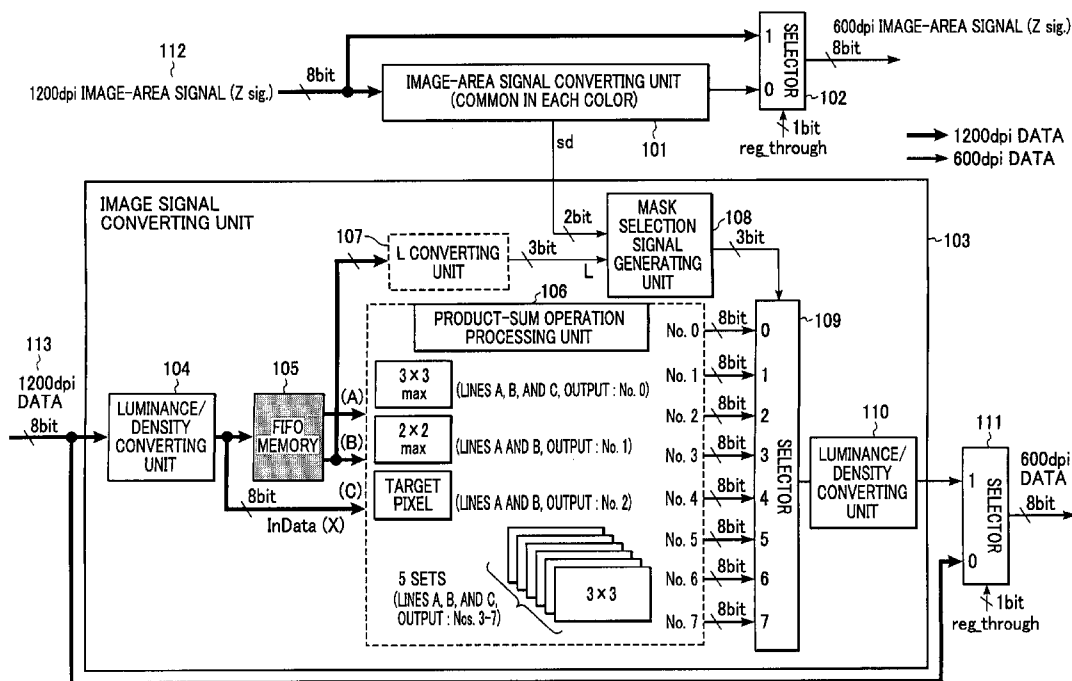 112
1200dpi IMAGE-AREA SIGNAL (Z sig.)
8bit
IMAGE-AREA SIGNAL CONVERTING UNIT
(COMMON IN EACH COLOR)
101
sd
1
0
SELECTOR
102
1bit
reg_through
600dpi IMAGE-AREA SIGNAL (Z sig.)
8bit
1200dpi DATA
600dpi DATA
IMAGE SIGNAL
CONVERTING UNIT
103
107
L CONVERTING
UNIT
3bit
L
2bit
MASK
SELECTION
SIGNAL
GENERATING
UNIT
108
3bit
106
PRODUCT-SUM OPERATION
PROCESSING UNIT
113
1200dpi
DATA
8bit
104
LUMINANCE/
DENSITY
CONVERTING
UNIT
105
FIFO
MEMORY
(A)
(B)
(C)
8bit
InData (X)
3×3
max
(LINES A, B, AND C, OUTPUT : No. 0)
2×2
max
(LINES A AND B, OUTPUT : No. 1)
TARGET
PIXEL
(LINES A AND B, OUTPUT : No. 2)
5 SETS
(LINES A, B, AND C,
OUTPUT : Nos. 3-7)
3×3
No. 0 8bit 0
No. 1 8bit 1
No. 2 8bit 2
No. 3 8bit 3
No. 4 8bit 4
No. 5 8bit 5
No. 6 8bit 6
No. 7 8bit 7
SELECTOR
109
110
LUMINANCE/
DENSITY
CONVERTING
UNIT
111
1
0
SELECTOR
1bit
reg_through
600dpi
DATA
8bit